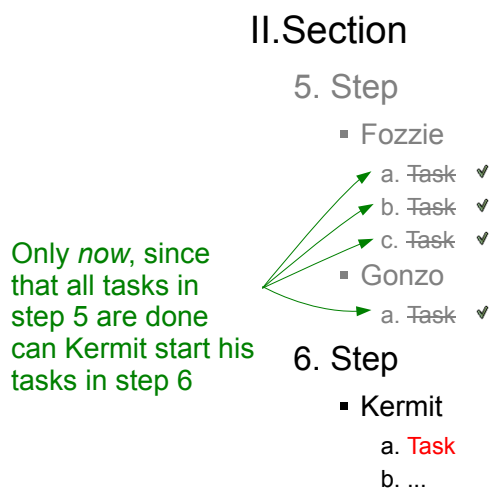 II.Section
5. Step
▪ Fozzie
a. Task ✔
b. Task ✔
c. Task ✔
▪ Gonzo
a. Task ✔
Only now, since
that all tasks in
step 5 are done
can Kermit start his
tasks in step 6
6. Step
▪ Kermit
a. Task
b. ...